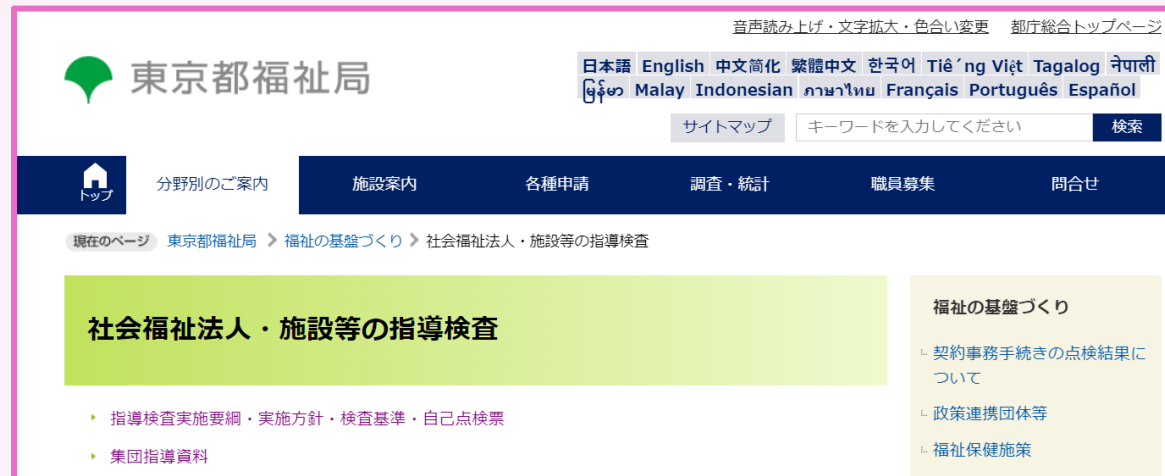 音声読み上げ・文字拡大・色合い変更 都庁総合トップページ
東京都福祉局
日本語 English 中文简化 繁體中文 한국어 Tiê´ng Việt Tagalog नेपाली
မြန်မာ Malay Indonesian ภาษาไทย Français Português Español
サイトマップ キーワードを入力してください 検索
トップ 分野別のご案内 施設案内 各種申請 調査・統計 職員募集 問合せ
現在のページ 東京都福祉局 福祉の基盤づくり 社会福祉法人・施設等の指導検査
社会福祉法人・施設等の指導検査
指導検査実施要綱・実施方針・検査基準・自己点検票
集団指導資料
福祉の基盤づくり
契約事務手続きの点検結果に
ついて
政策連携団体等
福祉保健施策